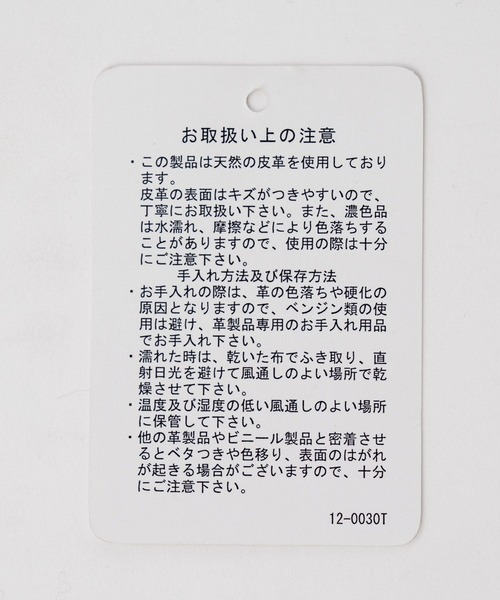 お取扱い上の注意
・この製品は天然の皮革を使用しており
ます。
皮革の表面はキズがつきやすいので、
丁寧にお取扱い下さい。また、濃色品
は水濡れ、摩擦などにより色落ちする
ことがありますので、使用の際は十分
にご注意下さい。
手入れ方法及び保存方法
・お手入れの際は、革の色落ちや硬化の
原因となりますので、ベンジン類の使
用は避け、革製品専用のお手入れ用品
でお手入れ下さい。
・濡れた時は、乾いた布でふき取り、直
射日光を避けて風通しのよい場所で乾
燥させて下さい。
・温度及び湿度の低い風通しのよい場所
に保管して下さい。
・他の革製品やビニール製品と密着させ
るとベタつきや色移り、表面のはがれ
が起きる場合がございますので、十分
にご注意下さい。
12-0030T